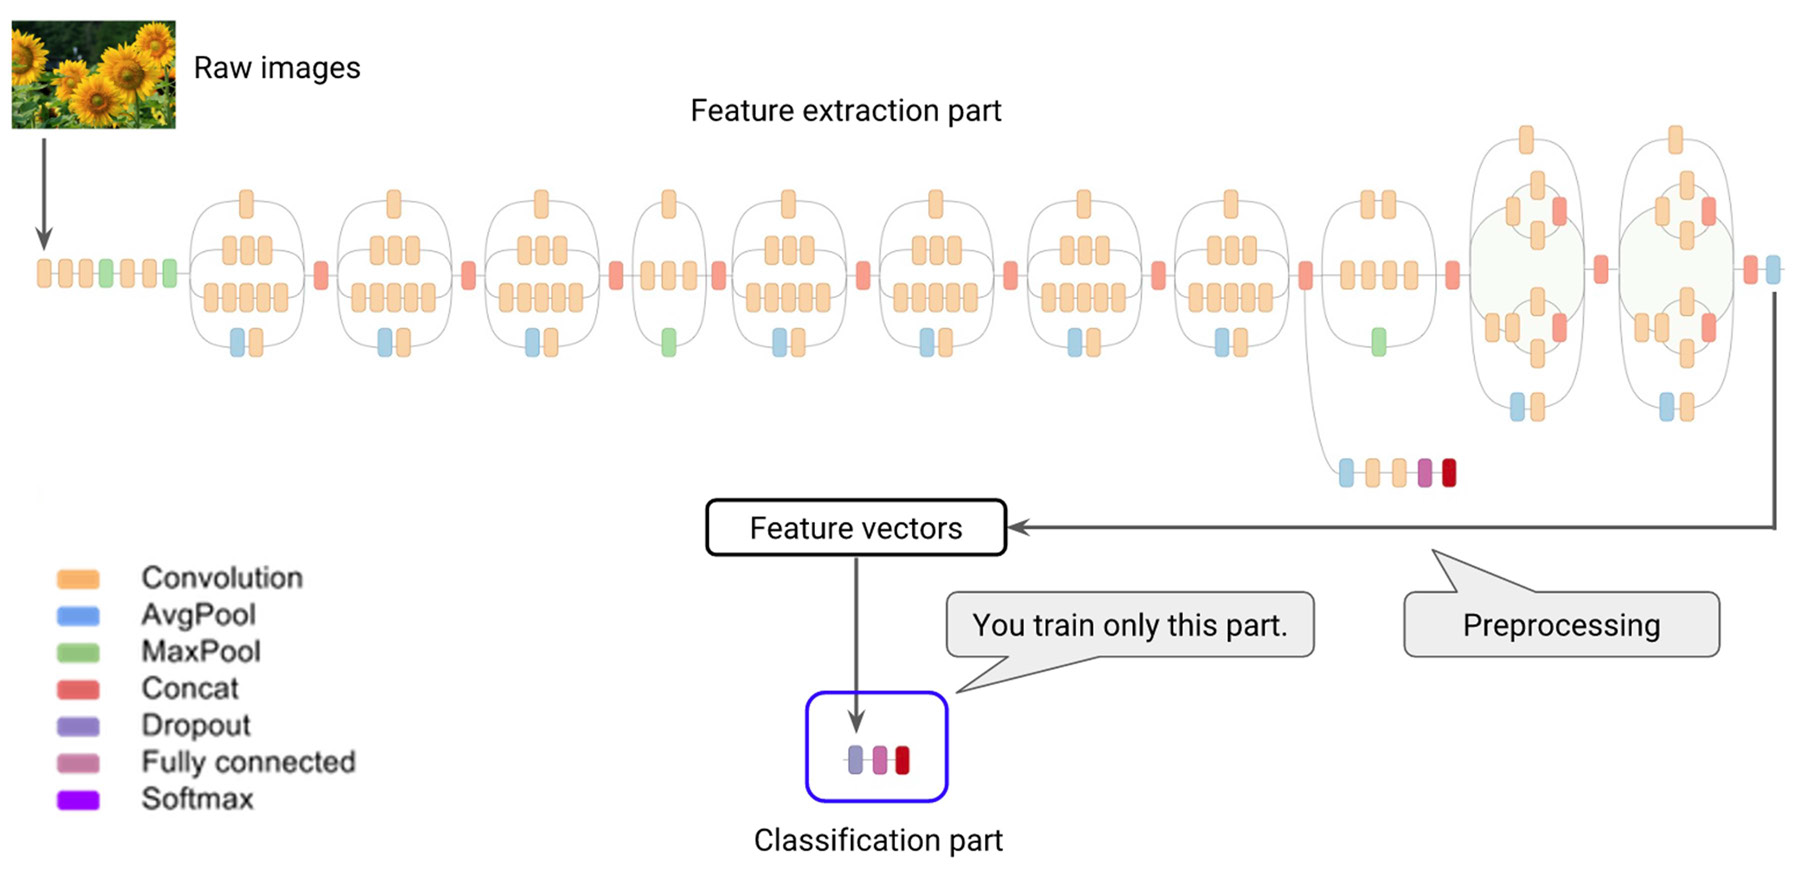 Raw images
Feature extraction part
Feature vectors
You train only this part.
Preprocessing
Convolution
AvgPool
MaxPool
Concat
Dropout
Fully connected
Softmax
Classification part